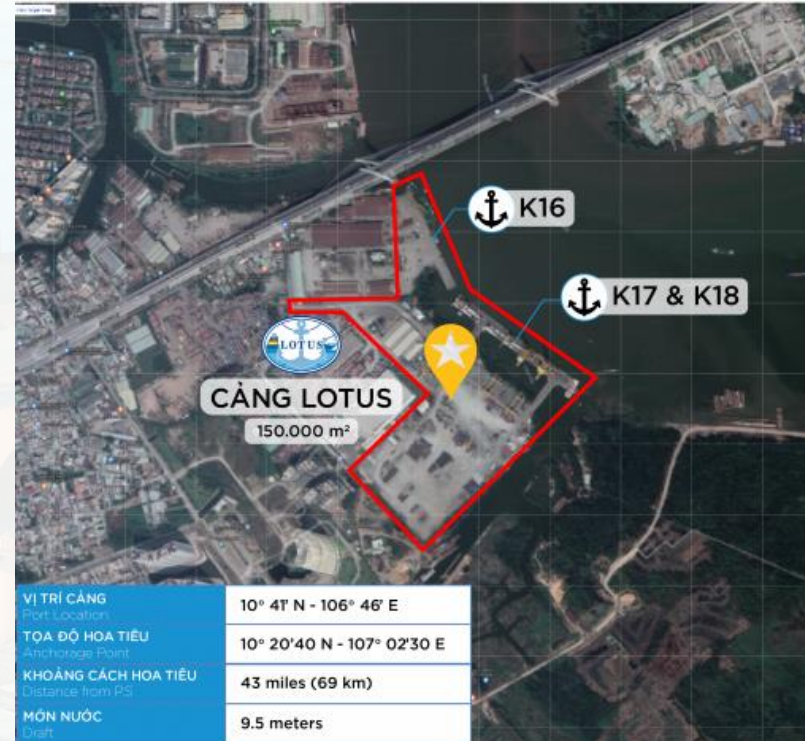 K16
K17 & K18
LOTUS
CẢNG LOTUS
150.000 m²
VỊ TRÍ CẢNG
Port Location
10° 41' N - 106° 46' E
TỌA ĐỘ HOA TIÊU
Anchorage Point
10° 20'40 N - 107° 02'30 E
KHOẢNG CÁCH HOA TIÊU
Distance from PS
43 miles (69 km)
MỚN NƯỚC
Draft
9.5 meters